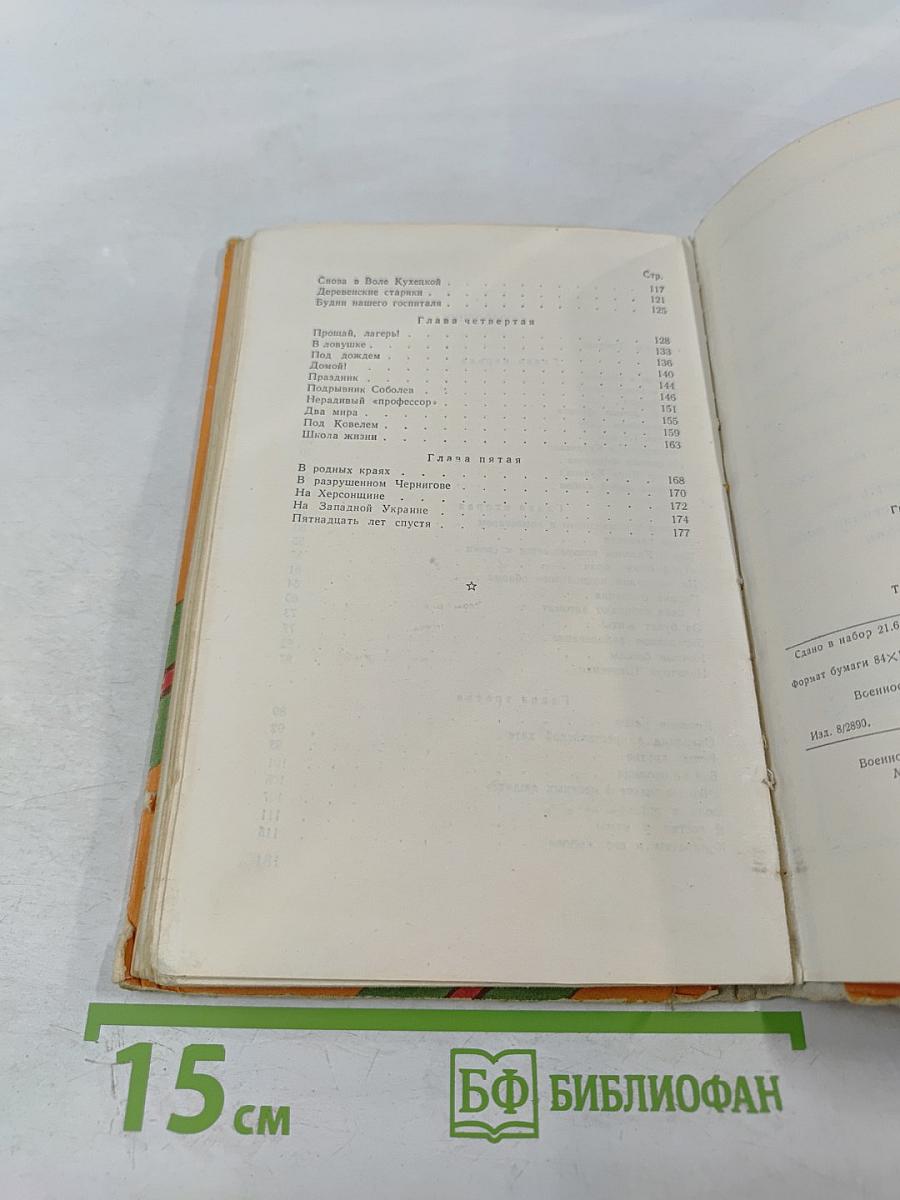 Стр.
Снова в Воле Кухецкой . . . . . . . . . . 117
Деревенские старики . . . . . . . . . . . 121
Будни нашего госпиталя . . . . . . . . . . 125
Глава четвертая
Прощай, лагерь! . . . . . . . . . . . . 128
В ловушке . . . . . . . . . . . . . . 133
Под дождем . . . . . . . . . . . . . 136
Домой! . . . . . . . . . . . . . . 140
Праздник . . . . . . . . . . . . . . 144
Подрывник Соболев . . . . . . . . . . . 146
Нерадивый «профессор» . . . . . . . . . . 151
Два мира . . . . . . . . . . . . . . 155
Под Ковелем . . . . . . . . . . . . . 159
Школа жизни . . . . . . . . . . . . . 163
Глава пятая
В родных краях . . . . . . . . . . . . 168
В разрушенном Чернигове . . . . . . . . . . 170
На Херсонщине . . . . . . . . . . . . 172
На Западной Украине . . . . . . . . . . . 174
Пятнадцать лет спустя . . . . . . . . . . . 177
Сдано в набор 21.6
Формат бумаги 84×
Военное
Изд. 8/2890.
Военно
15 см
БФ БИБЛИОФАН